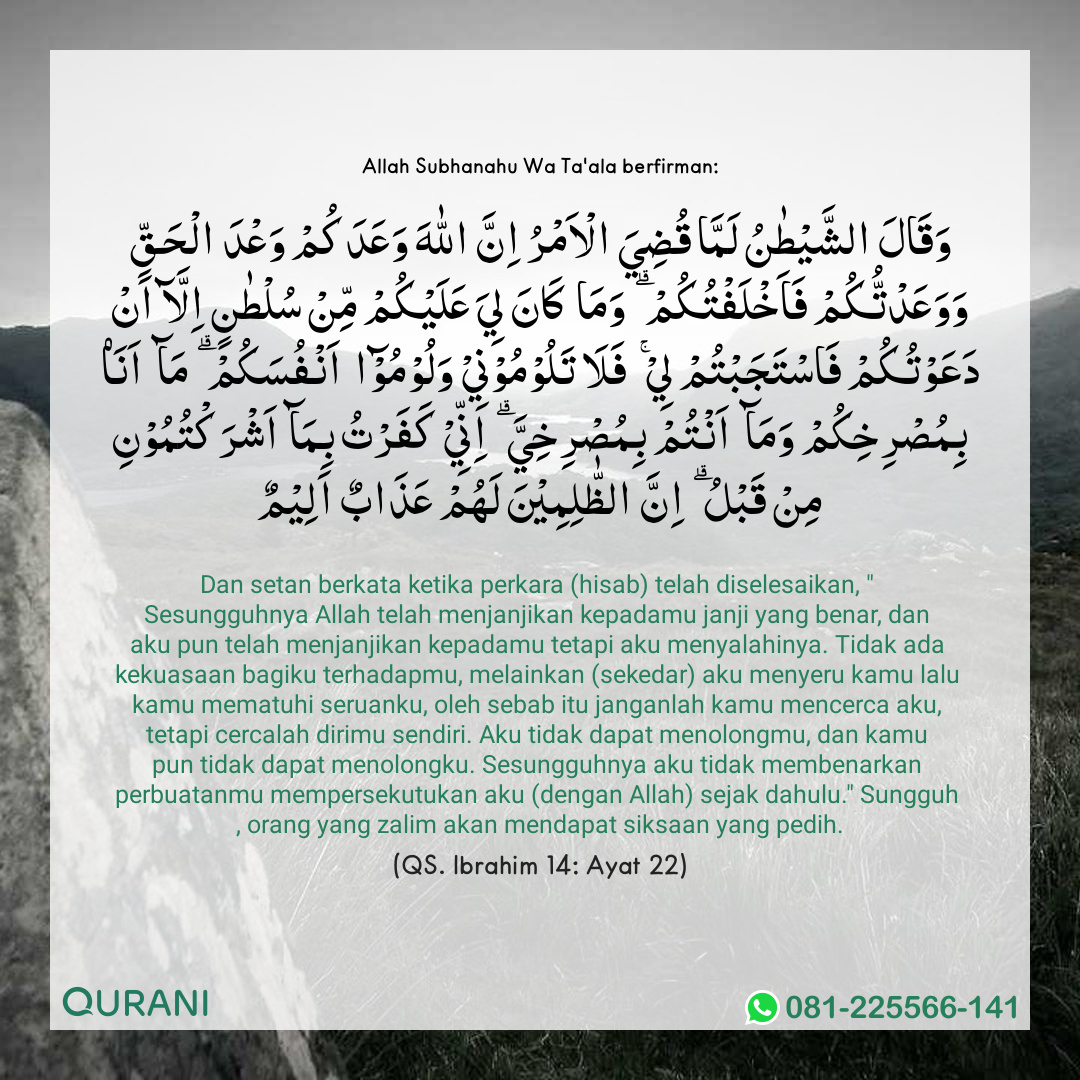 Allah Subhanahu Wa Ta'ala berfirman:
وَقَالَ الشَّيْطٰنُ لَمَّا قُضِيَ الْاَمْرُ اِنَّ اللّٰهَ وَعَدَكُمْ وَعْدَ الْحَقِّ
وَوَعَدْتُّكُمْ فَاَخْلَفْتُكُمْۗ وَمَا كَانَ لِيَ عَلَيْكُمْ مِّنْ سُلْطٰنٍ اِلَّآ اَنْ
دَعَوْتُكُمْ فَاسْتَجَبْتُمْ لِيْۚ فَلَا تَلُوْمُوْنِيْ وَلُوْمُوْٓا اَنْفُسَكُمْۗ مَآ اَنَا۠
بِمُصْرِخِكُمْ وَمَآ اَنْتُمْ بِمُصْرِخِيَّۗ اِنِّيْ كَفَرْتُ بِمَآ اَشْرَكْتُمُوْنِ
مِنْ قَبْلُۗ اِنَّ الظّٰلِمِيْنَ لَهُمْ عَذَابٌ اَلِيْمٌ
Dan setan berkata ketika perkara (hisab) telah diselesaikan, "
Sesungguhnya Allah telah menjanjikan kepadamu janji yang benar, dan
aku pun telah menjanjikan kepadamu tetapi aku menyalahinya. Tidak ada
kekuasaan bagiku terhadapmu, melainkan (sekedar) aku menyeru kamu lalu
kamu mematuhi seruanku, oleh sebab itu janganlah kamu mencerca aku,
tetapi cercalah dirimu sendiri. Aku tidak dapat menolongmu, dan kamu
pun tidak dapat menolongku. Sesungguhnya aku tidak membenarkan
perbuatanmu mempersekutukan aku (dengan Allah) sejak dahulu." Sungguh
, orang yang zalim akan mendapat siksaan yang pedih.
(QS. Ibrahim 14: Ayat 22)
QURANI
081-225566-141